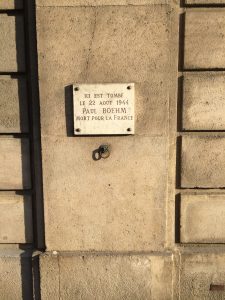 ICI EST TOMBÉ
LE 22 AOUT 1944
PAUL BOEHM
MORT POUR LA FRANCE